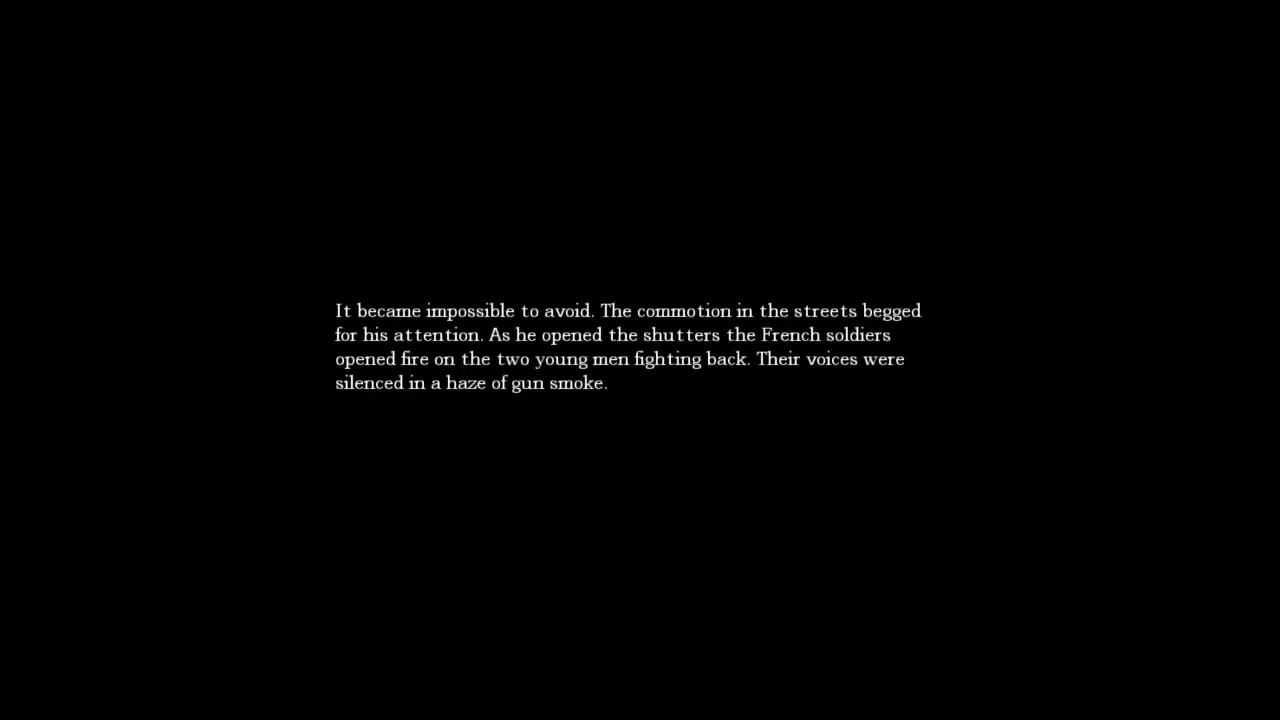 It became impossible to avoid. The commotion in the streets begged
for his attention. As he opened the shutters the French soldiers
opened fire on the two young men fighting back. Their voices were
silenced in a haze of gun smoke.